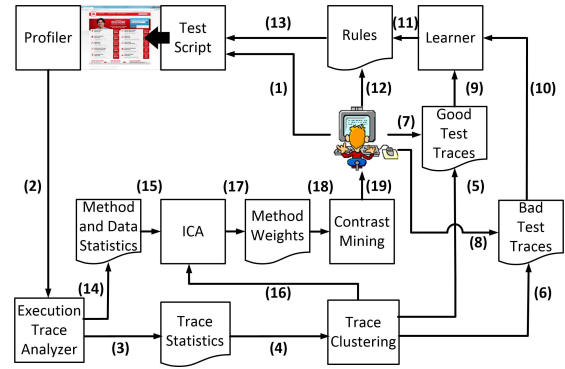 Profiler
Test
Script
(13)
Rules
(11)
Learner
(1)
(12)
(9)
(10)
(7)
Good
Test
Traces
(2)
(5)
(15)
(17)
(18)
(19)
Method
and Data
Statistics
ICA
Method
Weights
Contrast
Mining
Bad
Test
Traces
(8)
(14)
(16)
(6)
Execution
Trace
Analyzer
(3)
Trace
Statistics
(4)
Trace
Clustering